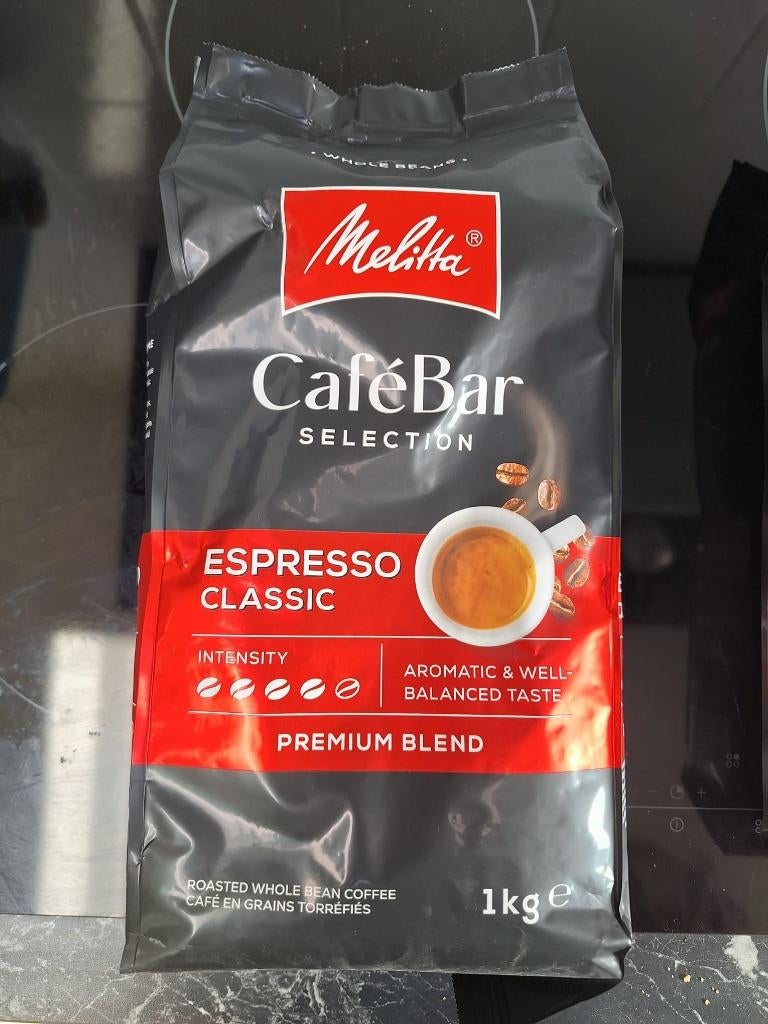 • WHOLE BEANS •
Melitta®
CaféBar
SELECTION
ESPRESSO
CLASSIC
INTENSITY
AROMATIC & WELL-
BALANCED TASTE
PREMIUM BLEND
ROASTED WHOLE BEAN COFFEE
CAFÉ EN GRAINS TORRÉFIÉS
1kg ℮